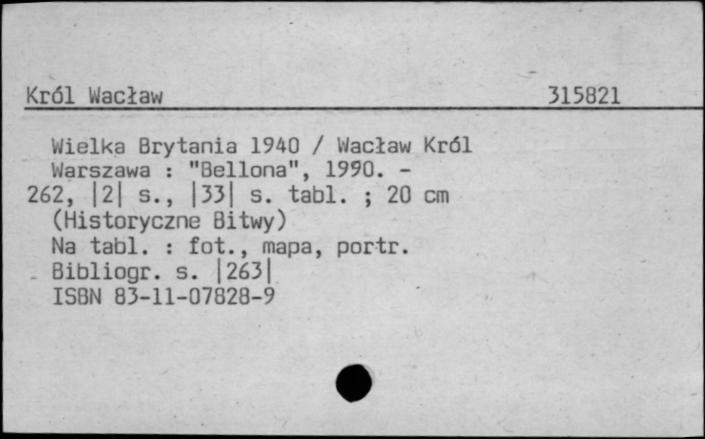 Król Wacław 315821
Wielka Brytania 1940 / Wacław Król
Warszawa : "Bellona", 1990. -
262, |2| s., |33| s. tabl. ; 20 cm
(Historyczne Bitwy)
Na tabl. : fot., mapa, portr.
Bibliogr. s. |263|
ISBN 83-11-07828-9